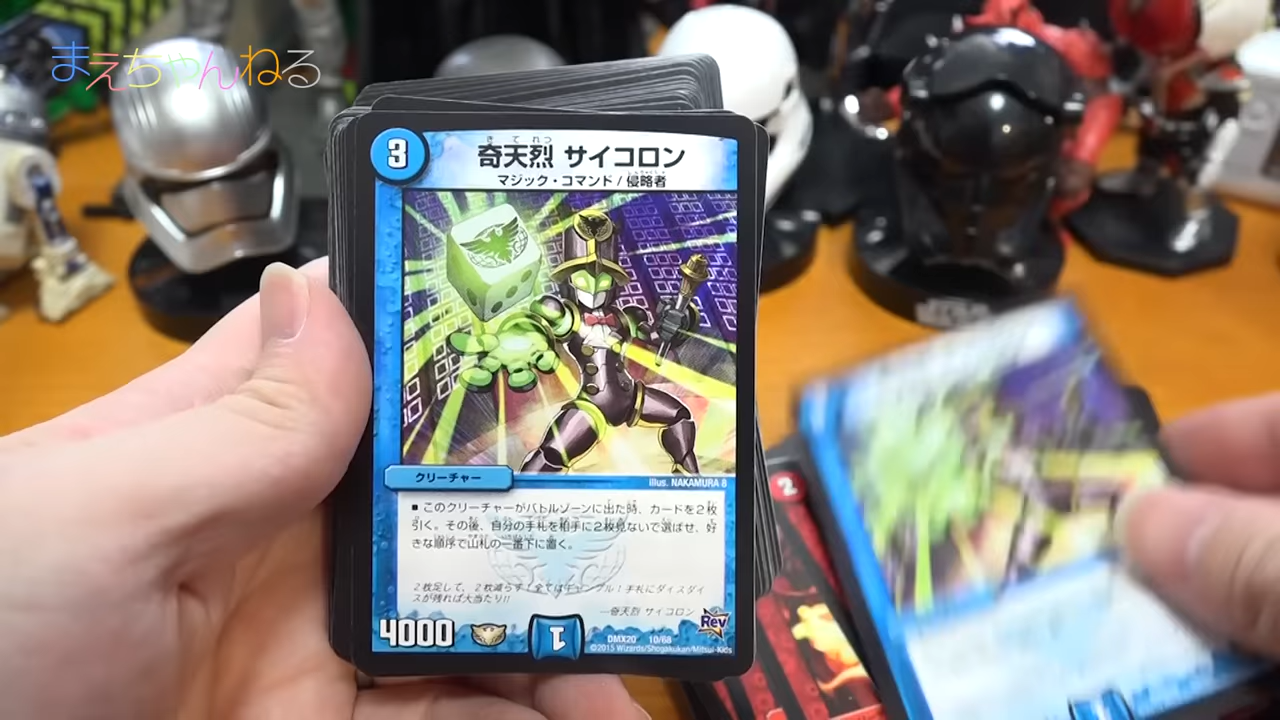 まえちゃんねる
3
きてれつ
奇天烈 サイコロン
マジック・コマンド / 侵略者
クリーチャー
illus. NAKAMURA 8
■ このクリーチャーがバトルゾーンに出た時、カードを2枚
引く。その後、自分の手札を相手に2枚見ないで選ばせ、好
きな順序で山札の一番下に置く。
2枚足して、2枚減らす！全てはギャンブル！手札にダイスダイ
スが残れば大当たり!!
―奇天烈 サイコロン
4000
1
Rev
DMX20 10/68
©2015 Wizards/Shogakukan/Mitsui-Kids
2